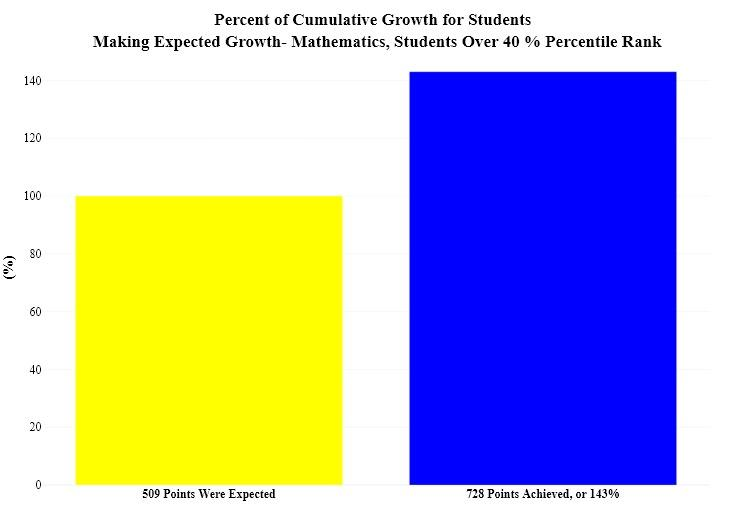 Percent of Cumulative Growth for Students
Making Expected Growth- Mathematics, Students Over 40 % Percentile Rank
(%)
140
120
100
80
60
40
20
0
509 Points Were Expected
728 Points Achieved, or 143%